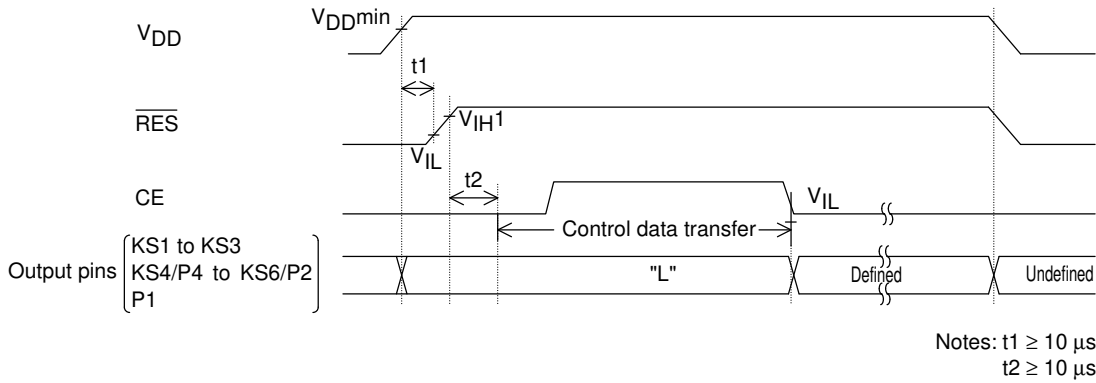 VDD
VDDmin
t1
RES
VIH1
VIL
t2
CE
VIL
Control data transfer
Output pins
KS1 to KS3
KS4/P4 to KS6/P2
P1
"L"
Defined
Undefined
Notes: t1 ≥ 10 μs
t2 ≥ 10 μs